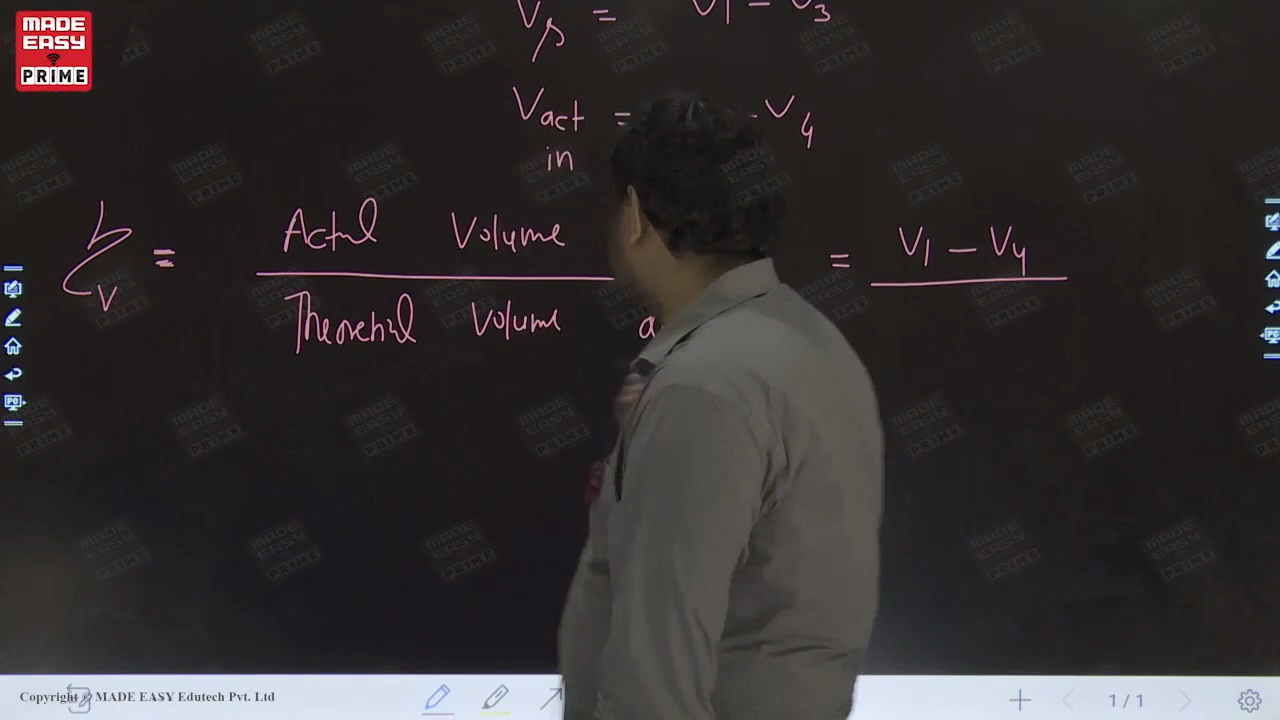 MADE
EASY
PRIME
Vs = V1 - V3
Vact = - V4
in
ηv = Actual Volume = V1 - V4
Theoretical Volume a
Copyright © MADE EASY Edutech Pvt. Ltd
1 / 1